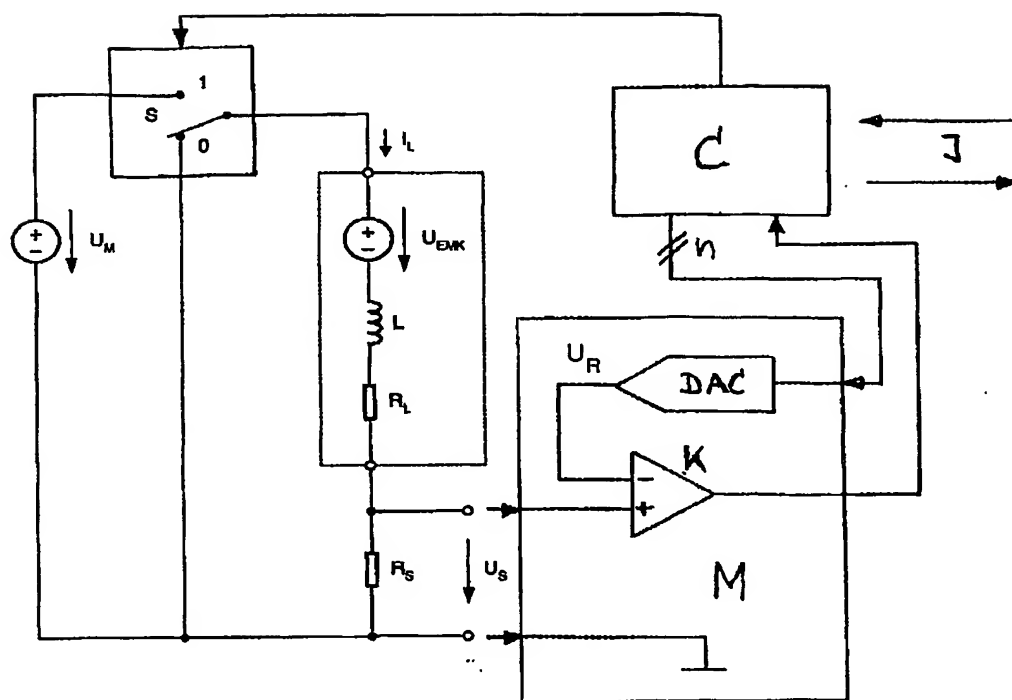 1
S
0
I_L
C
J
U_M
+
−
+
−
U_EMK
n
L
U_R
DAC
R_L
K
−
+
R_S
U_S
M